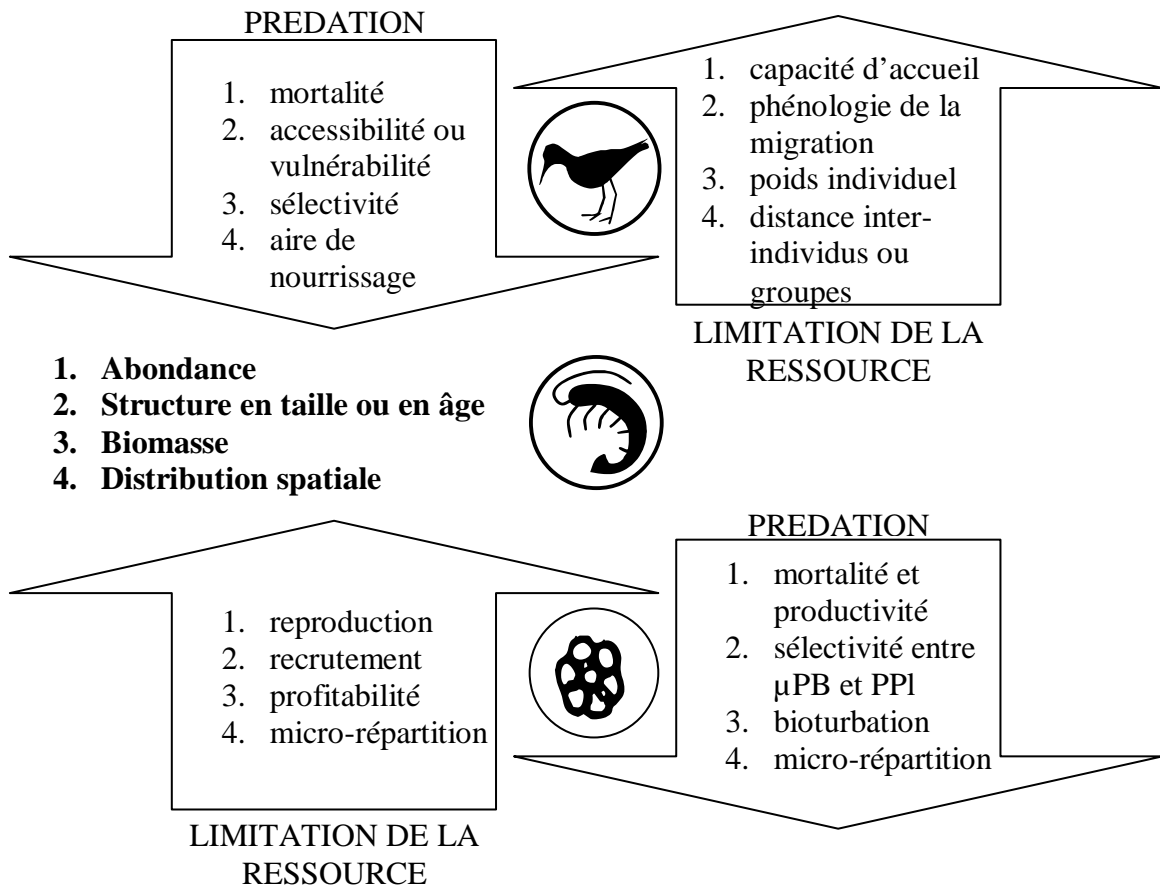 PREDATION
1. mortalité
2. accessibilité ou
vulnérabilité
3. sélectivité
4. aire de
nourrissage
1. capacité d’accueil
2. phénologie de la
migration
3. poids individuel
4. distance inter-
individus ou
groupes
LIMITATION DE LA
RESSOURCE
1. Abondance
2. Structure en taille ou en âge
3. Biomasse
4. Distribution spatiale
1. reproduction
2. recrutement
3. profitabilité
4. micro-répartition
LIMITATION DE LA
RESSOURCE
PREDATION
1. mortalité et
productivité
2. sélectivité entre
µPB et PPl
3. bioturbation
4. micro-répartition